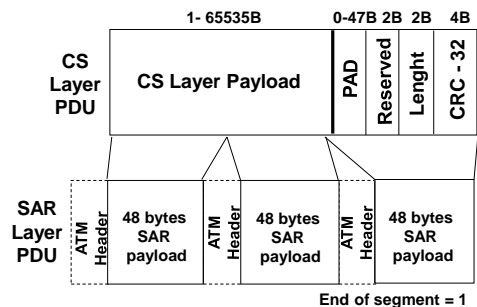 1- 65535B 0-47B 2B 2B 4B
CS
Layer
PDU
CS Layer Payload
PAD
Reserved
Lenght
CRC - 32
SAR
Layer
PDU
ATM
Header
48 bytes
SAR
payload
ATM
Header
48 bytes
SAR
payload
ATM
Header
48 bytes
SAR
payload
End of segment = 1